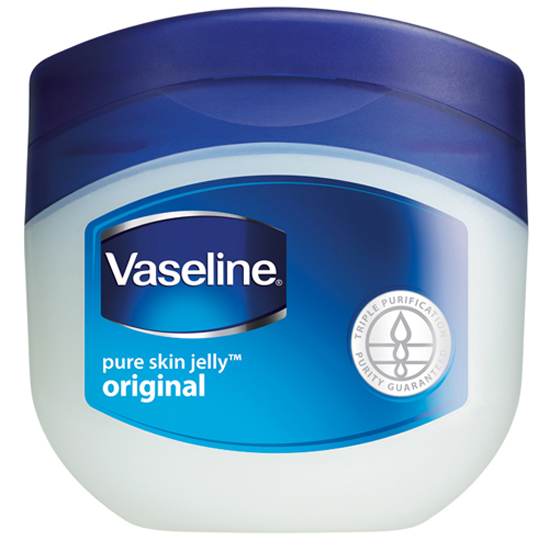 Vaseline®
pure skin jelly™
original
TRIPLE PURIFICATION
PURITY GUARANTEED